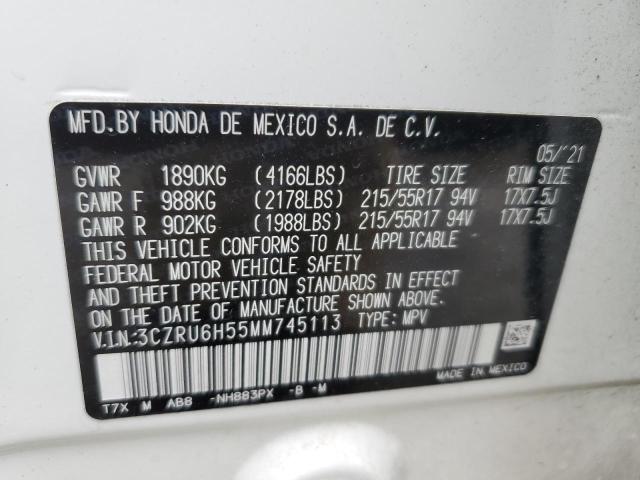 MFD.BY HONDA DE MEXICO S.A. DE C.V.
05/'21
GVWR 1890KG (4166LBS) TIRE SIZE RIM SIZE
GAWR F 988KG (2178LBS) 215/55R17 94V 17X7.5J
GAWR R 902KG (1988LBS) 215/55R17 94V 17X7.5J
THIS VEHICLE CONFORMS TO ALL APPLICABLE
FEDERAL MOTOR VEHICLE SAFETY
AND THEFT PREVENTION STANDARDS IN EFFECT
ON THE DATE OF MANUFACTURE SHOWN ABOVE.
V.I.N:3CZRU6H55MM745113 TYPE: MPV
MADE IN MEXICO
T7X M AB8 -NH883PX -B -M